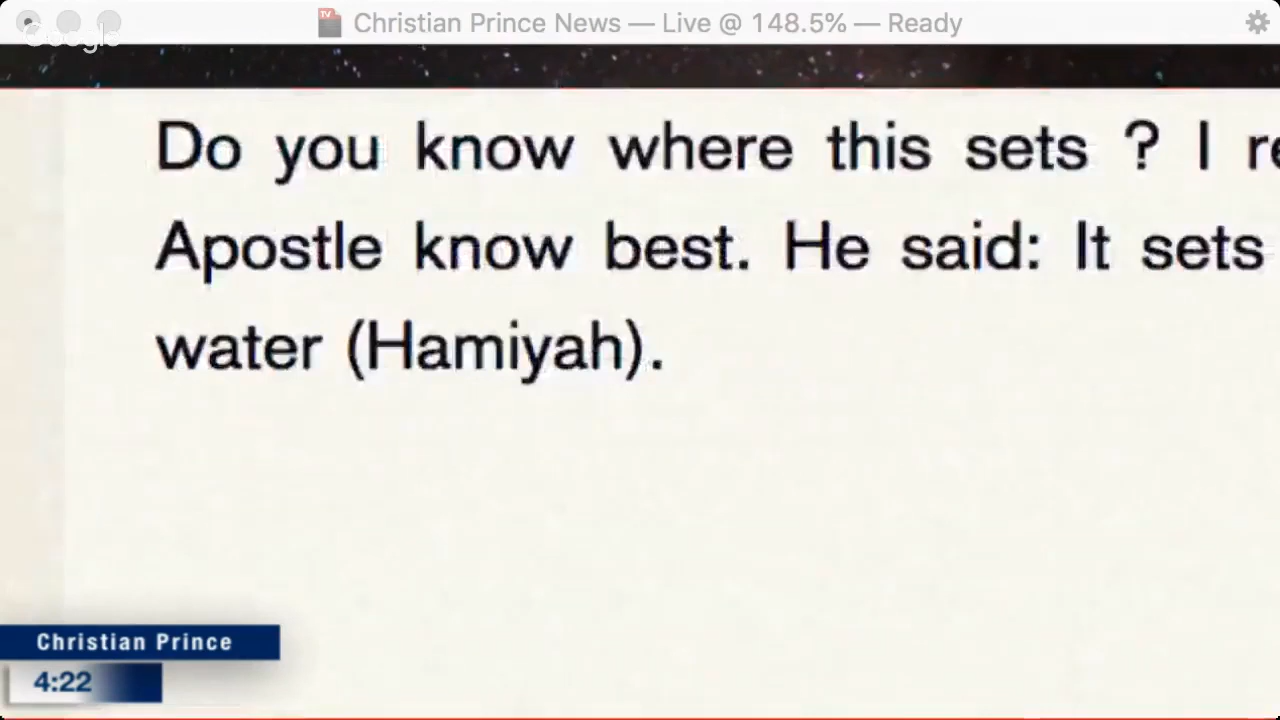 Google
Christian Prince News — Live @ 148.5% — Ready
Do you know where this sets ? I
Apostle know best. He said: It sets
water (Hamiyah).
Christian Prince
4:22